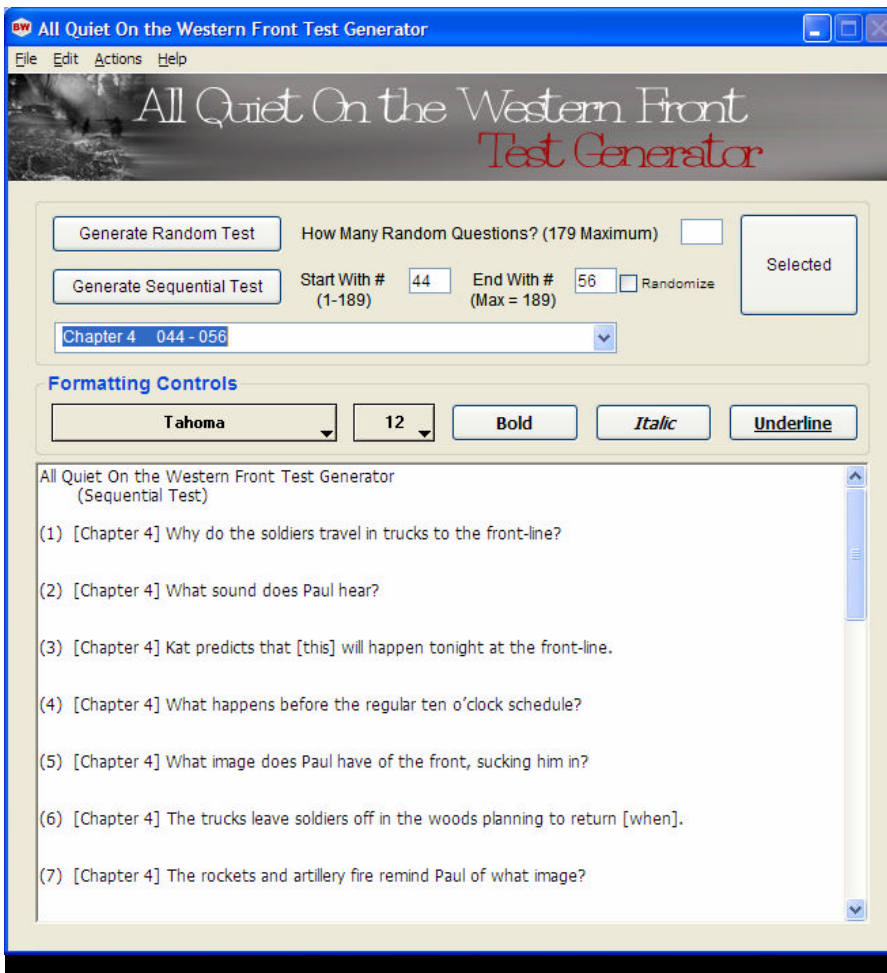 BW All Quiet On the Western Front Test Generator
File Edit Actions Help
All Quiet On the Western Front
Test Generator
Generate Random Test How Many Random Questions? (179 Maximum)
Selected
Generate Sequential Test Start With # 44 End With # 56 Randomize
(1-189) (Max = 189)
Chapter 4 044 - 056
Formatting Controls
Tahoma 12 Bold Italic Underline
All Quiet On the Western Front Test Generator
(Sequential Test)
(1) [Chapter 4] Why do the soldiers travel in trucks to the front-line?
(2) [Chapter 4] What sound does Paul hear?
(3) [Chapter 4] Kat predicts that [this] will happen tonight at the front-line.
(4) [Chapter 4] What happens before the regular ten o’clock schedule?
(5) [Chapter 4] What image does Paul have of the front, sucking him in?
(6) [Chapter 4] The trucks leave soldiers off in the woods planning to return [when].
(7) [Chapter 4] The rockets and artillery fire remind Paul of what image?